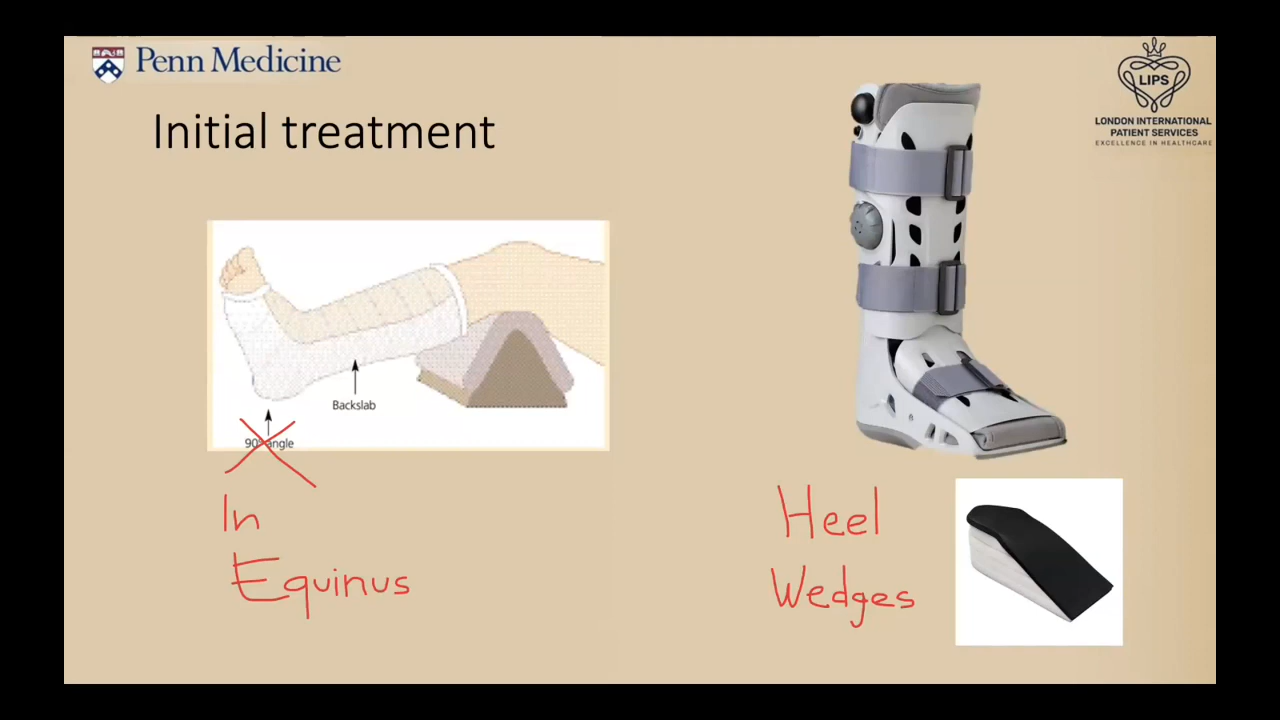 Penn Medicine
LIPS
LONDON INTERNATIONAL
PATIENT SERVICES
EXCELLENCE IN HEALTHCARE
Initial treatment
Backslab
90° angle
In
Equinus
Heel
Wedges